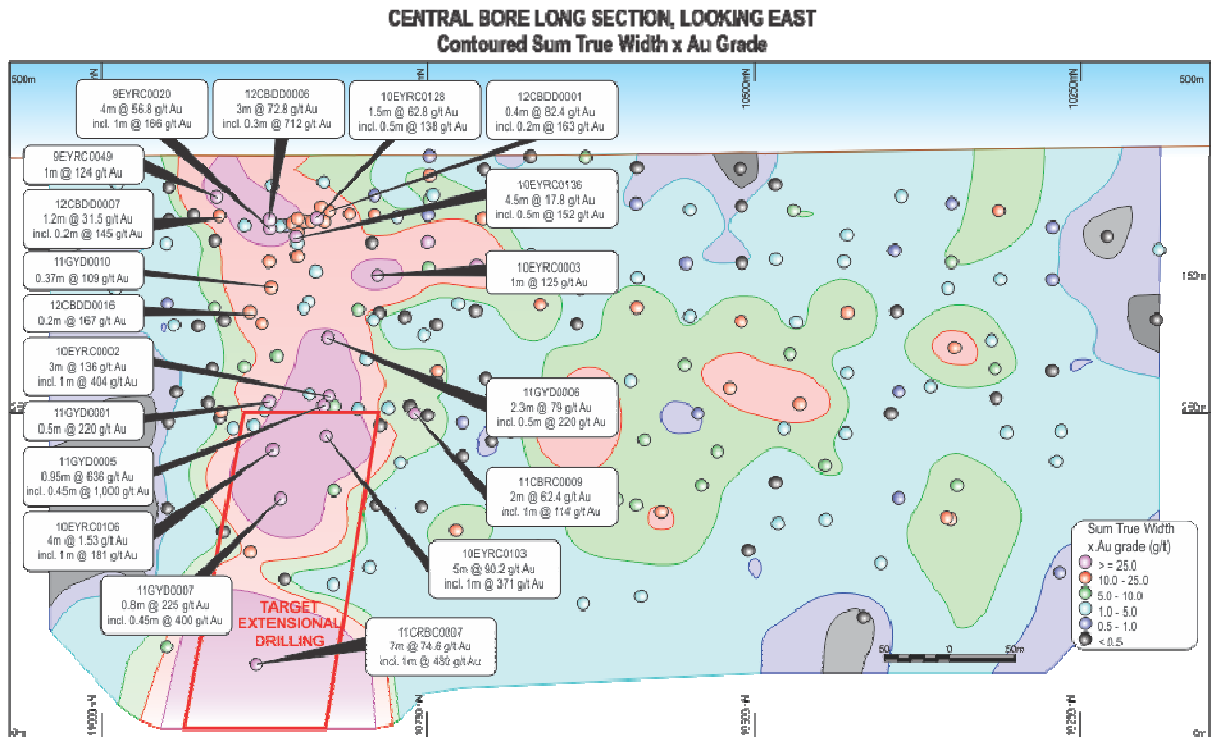 CENTRAL BORE LONG SECTION, LOOKING EAST
Contoured Sum True Width x Au Grade
500m
500m
9EYRC0020
4m @ 56.8 g/t Au
incl. 1m @ 166 g/t Au
12CBDD0006
3m @ 72.8 g/t Au
incl. 0.3m @ 712 g/t Au
10EYRC0128
1.5m @ 62.8 g/t Au
incl. 0.5m @ 138 g/t Au
12CBDD0001
0.4m @ 82.4 g/t Au
incl. 0.2m @ 163 g/t Au
9EYRC0049
1m @ 124 g/t Au
12CBDD0007
1.2m @ 31.5 g/t Au
incl. 0.2m @ 145 g/t Au
10EYRC0136
4.5m @ 17.8 g/t Au
incl. 0.5m @ 152 g/t Au
11GYD0010
0.37m @ 109 g/t Au
10EYRC0003
1m @ 125 g/t Au
12CBDD0016
0.2m @ 167 g/t Au
10EYRC0002
3m @ 136 g/t Au
incl. 1m @ 404 g/t Au
11GYD0006
2.3m @ 79 g/t Au
incl. 0.5m @ 220 g/t Au
11GYD0001
0.5m @ 220 g/t Au
11GYD0005
0.95m @ 636 g/t Au
incl. 0.45m @ 1,000 g/t Au
11CBRC0009
2m @ 62.4 g/t Au
incl. 1m @ 114 g/t Au
10EYRC0106
4m @ 1.53 g/t Au
incl. 1m @ 181 g/t Au
10EYRC0103
5m @ 90.2 g/t Au
incl. 1m @ 371 g/t Au
11GYD0007
0.8m @ 225 g/t Au
incl. 0.45m @ 400 g/t Au
TARGET
EXTENSIONAL
DRILLING
11CRBC0007
7m @ 74.6 g/t Au
incl. 1m @ 480 g/t Au
Sum True Width
x Au grade (g/t)
> = 25.0
10.0 - 25.0
5.0 - 10.0
1.0 - 5.0
0.5 - 1.0
< 0.5
50 0 50m